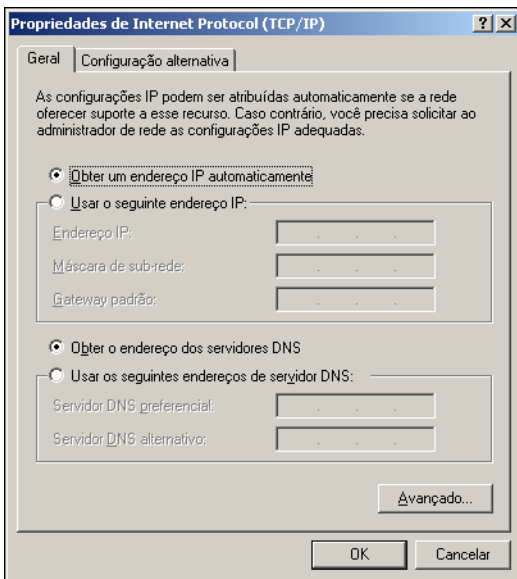 Propriedades de Internet Protocol (TCP/IP)
Geral
Configuração alternativa
As configurações IP podem ser atribuídas automaticamente se a rede
oferecer suporte a esse recurso. Caso contrário, você precisa solicitar ao
administrador de rede as configurações IP adequadas.
Obter um endereço IP automaticamente
Usar o seguinte endereço IP:
Endereço IP:
Máscara de sub-rede:
Gateway padrão:
Obter o endereço dos servidores DNS
Usar os seguintes endereços de servidor DNS:
Servidor DNS preferencial:
Servidor DNS alternativo:
Avançado...
OK
Cancelar